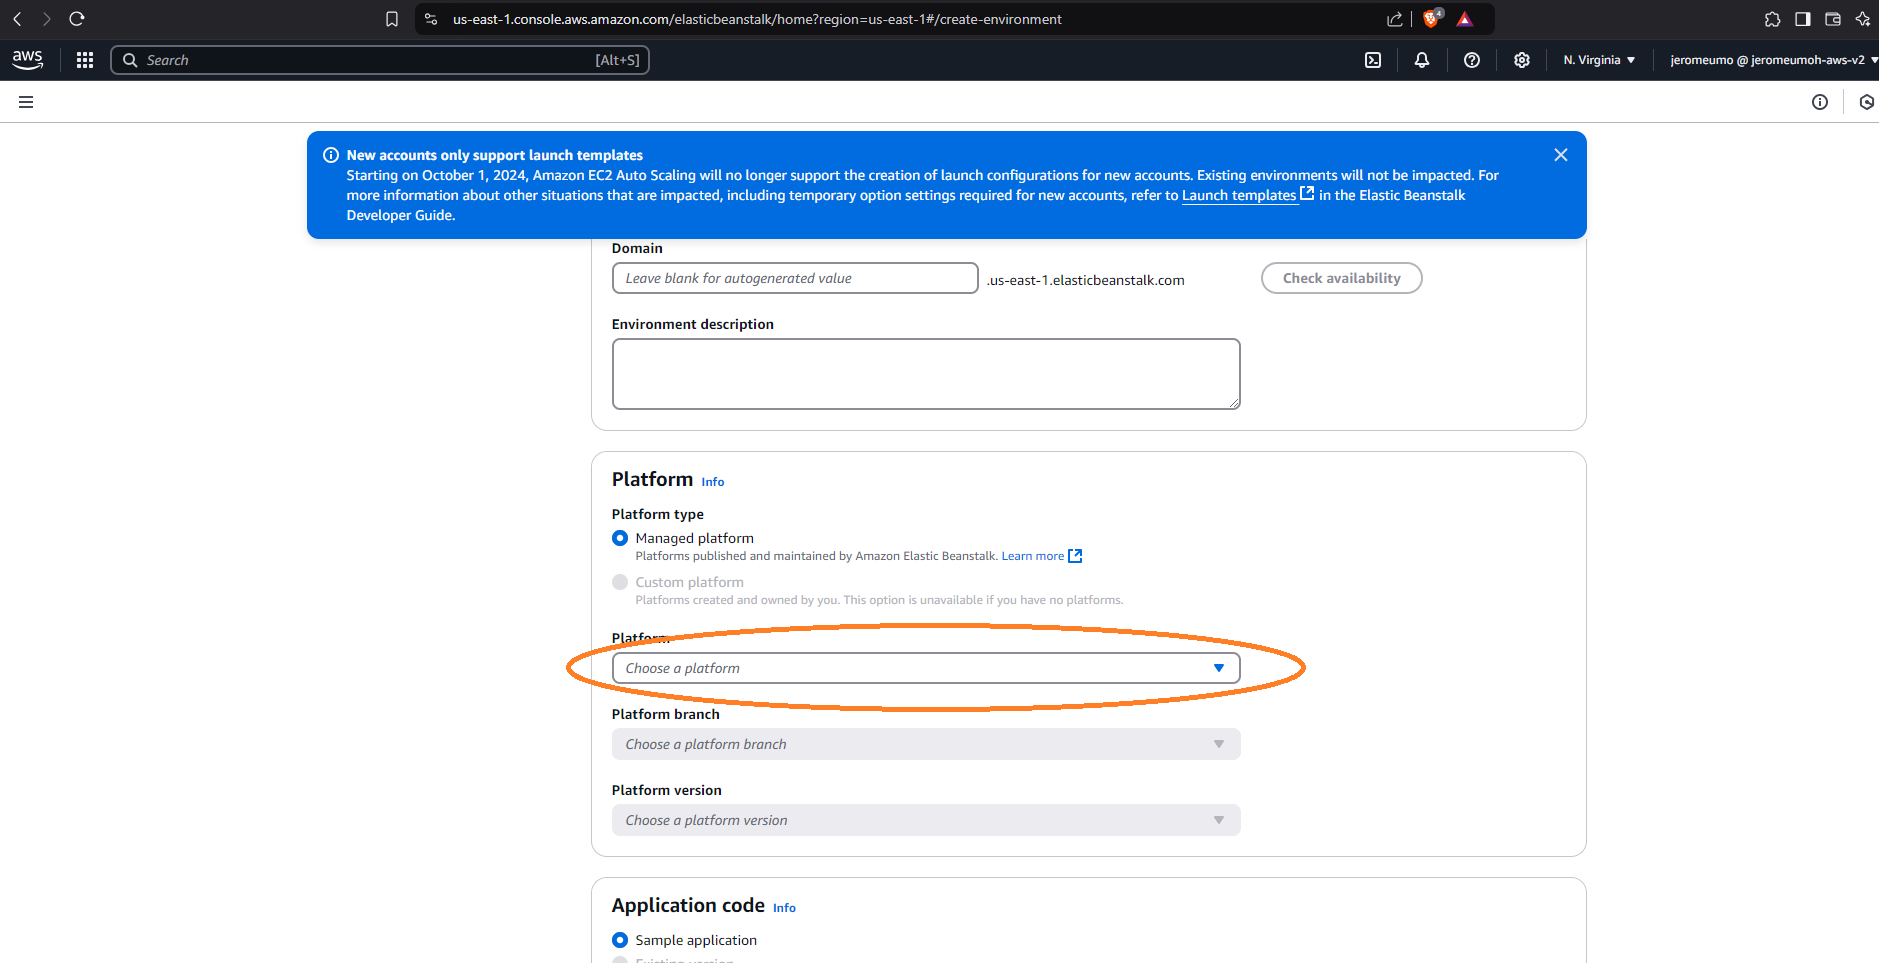 us-east-1.console.aws.amazon.com/elasticbeanstalk/home?region=us-east-1#/create-environment
4
aws
Search
[Alt+S]
N. Virginia
jeromeumo @ jeromeumoh-aws-v2
New accounts only support launch templates
Starting on October 1, 2024, Amazon EC2 Auto Scaling will no longer support the creation of launch configurations for new accounts. Existing environments will not be impacted. For
more information about other situations that are impacted, including temporary option settings required for new accounts, refer to Launch templates in the Elastic Beanstalk
Developer Guide.
Domain
Leave blank for autogenerated value
.us-east-1.elasticbeanstalk.com
Check availability
Environment description
Platform Info
Platform type
Managed platform
Platforms published and maintained by Amazon Elastic Beanstalk. Learn more
Custom platform
Platforms created and owned by you. This option is unavailable if you have no platforms.
Platform
Choose a platform
Platform branch
Choose a platform branch
Platform version
Choose a platform version
Application code Info
Sample application
Existing version